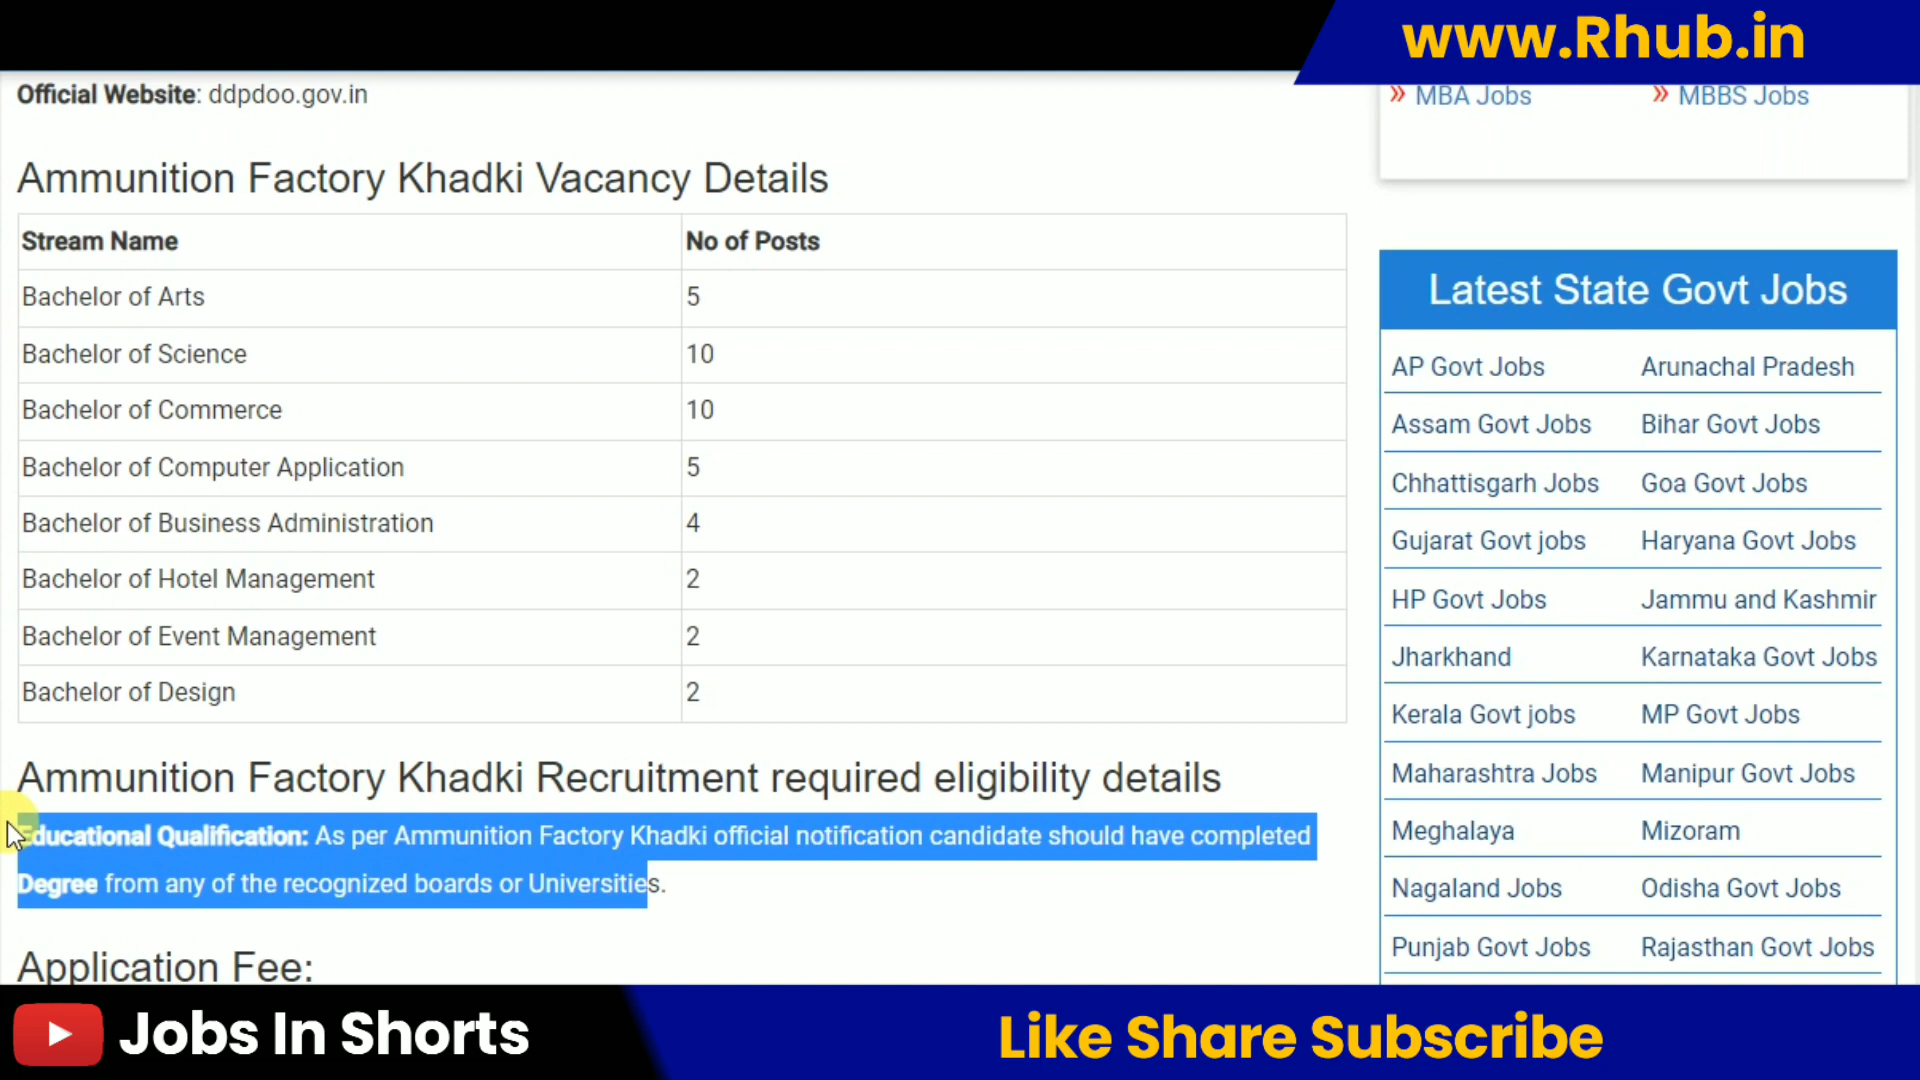 www.Rhub.in
Official Website: ddpdoo.gov.in
» MBA Jobs » MBBS Jobs
Ammunition Factory Khadki Vacancy Details
Stream Name No of Posts
Bachelor of Arts 5
Bachelor of Science 10
Bachelor of Commerce 10
Bachelor of Computer Application 5
Bachelor of Business Administration 4
Bachelor of Hotel Management 2
Bachelor of Event Management 2
Bachelor of Design 2
Ammunition Factory Khadki Recruitment required eligibility details
Educational Qualification: As per Ammunition Factory Khadki official notification candidate should have completed
Degree from any of the recognized boards or Universities.
Application Fee:
Latest State Govt Jobs
AP Govt Jobs Arunachal Pradesh
Assam Govt Jobs Bihar Govt Jobs
Chhattisgarh Jobs Goa Govt Jobs
Gujarat Govt jobs Haryana Govt Jobs
HP Govt Jobs Jammu and Kashmir
Jharkhand Karnataka Govt Jobs
Kerala Govt jobs MP Govt Jobs
Maharashtra Jobs Manipur Govt Jobs
Meghalaya Mizoram
Nagaland Jobs Odisha Govt Jobs
Punjab Govt Jobs Rajasthan Govt Jobs
Jobs In Shorts
Like Share Subscribe